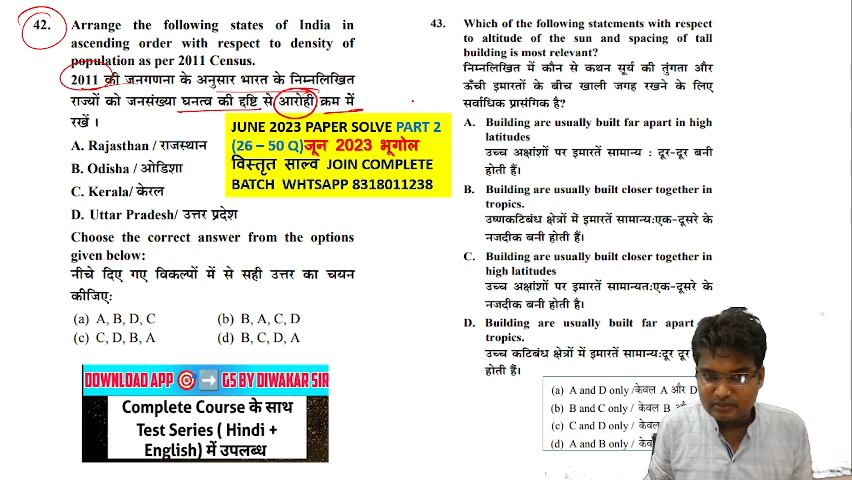 42. Arrange the following states of India in
ascending order with respect to density of
population as per 2011 Census.
2011 की जनगणना के अनुसार भारत के निम्नलिखित
राज्यों को जनसंख्या घनत्व की दृष्टि से आरोही क्रम में
रखें ।
A. Rajasthan / राजस्थान
B. Odisha / ओडिशा
C. Kerala/ केरल
D. Uttar Pradesh/ उत्तर प्रदेश
Choose the correct answer from the options
given below:
नीचे दिए गए विकल्पों में से सही उत्तर का चयन
कीजिए:
(a) A, B, D, C (b) B, A, C, D
(c) C, D, B, A (d) B, C, D, A
JUNE 2023 PAPER SOLVE PART 2
(26 – 50 Q)जून 2023 भूगोल
विस्तृत साल्व JOIN COMPLETE
BATCH WHTSAPP 8318011238
DOWNLOAD APP GS BY DIWAKAR SIR
Complete Course के साथ
Test Series ( Hindi +
English) में उपलब्ध
43. Which of the following statements with respect
to altitude of the sun and spacing of tall
building is most relevant?
निम्नलिखित में कौन से कथन सूर्य की तुंगता और
ऊँची इमारतों के बीच खाली जगह रखने के लिए
सर्वाधिक प्रासंगिक है?
A. Building are usually built far apart in high
latitudes
उच्च अक्षांशों पर इमारतें सामान्य : दूर-दूर बनी
होती हैं।
B. Building are usually built closer together in
tropics.
उष्णकटिबंध क्षेत्रों में इमारतें सामान्य:एक-दूसरे के
नजदीक बनी होती हैं।
C. Building are usually built closer together in
high latitudes
उच्च अक्षांशों पर इमारतें सामान्यत:एक-दूसरे के
नजदीक बनी होती है।
D. Building are usually built far apart
tropics.
उच्च कटिबंध क्षेत्रों में इमारतें सामान्य:दूर दूर
होती हैं।
(a) A and D only /केवल A और D
(b) B and C only / केवल B
(c) C and D only / केवल
(d) A and B only /